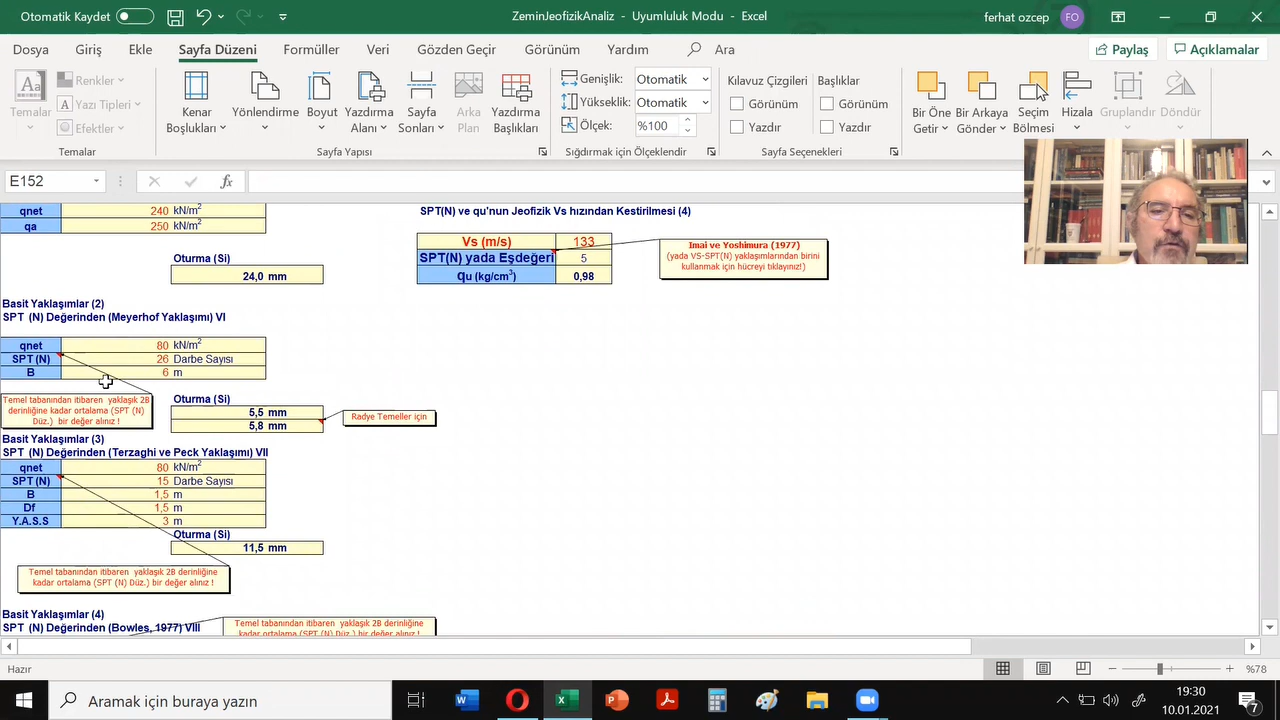 Otomatik Kaydet
ZeminJeofizikAnaliz - Uyumluluk Modu - Excel
ferhat ozcep
FO
Dosya Giriş Ekle Sayfa Düzeni Formüller Veri Gözden Geçir Görünüm Yardım Ara
Paylaş
Açıklamalar
Temalar
Renkler
Yazı Tipleri
Efektler
Temalar
Kenar Boşlukları
Yönlendirme
Boyut
Yazdırma Alanı
Sayfa Sonları
Arka Plan
Yazdırma Başlıkları
Sayfa Yapısı
Genişlik: Otomatik
Yükseklik: Otomatik
Ölçek: %100
Sığdırmak için Ölçeklendir
Kılavuz Çizgileri
Görünüm
Yazdır
Başlıklar
Görünüm
Yazdır
Sayfa Seçenekleri
Bir Öne Getir
Bir Arkaya Gönder
Seçim Bölmesi
Hizala
Gruplandır
Döndür
E152
fx
qnet 240 kN/m²
qa 250 kN/m²
Oturma (Si)
24,0 mm
SPT(N) ve qu'nun Jeofizik Vs hızından Kestirilmesi (4)
Vs (m/s) 133
SPT(N) yada Eşdeğeri 5
qu (kg/cm³) 0,98
Imai ve Yoshimura (1977)
(yada VS-SPT(N) yaklaşımlarından birini
kullanmak için hücreyi tıklayınız!)
Basit Yaklaşımlar (2)
SPT (N) Değerinden (Meyerhof Yaklaşımı) VI
qnet 80 kN/m²
SPT (N) 26 Darbe Sayısı
B 6 m
Temel tabanından itibaren yaklaşık 2B
derinliğine kadar ortalama (SPT (N)
Düz.) bir değer alınız !
Oturma (Si)
5,5 mm
5,8 mm
Radye Temeller için
Basit Yaklaşımlar (3)
SPT (N) Değerinden (Terzaghi ve Peck Yaklaşımı) VII
qnet 80 kN/m²
SPT(N) 15 Darbe Sayısı
B 1,5 m
Df 1,5 m
Y.A.S.S 3 m
Oturma (Si)
11,5 mm
Temel tabanından itibaren yaklaşık 2B derinliğine
kadar ortalama (SPT (N) Düz.) bir değer alınız !
Basit Yaklaşımlar (4)
SPT (N) Değerinden (Bowles, 1977) VIII
Temel tabanından itibaren yaklaşık 2B derinliğine
kadar ortalama (SPT (N) Düz.) bir değer alınız !
Hazır
%78
Aramak için buraya yazın
19:30
10.01.2021
7